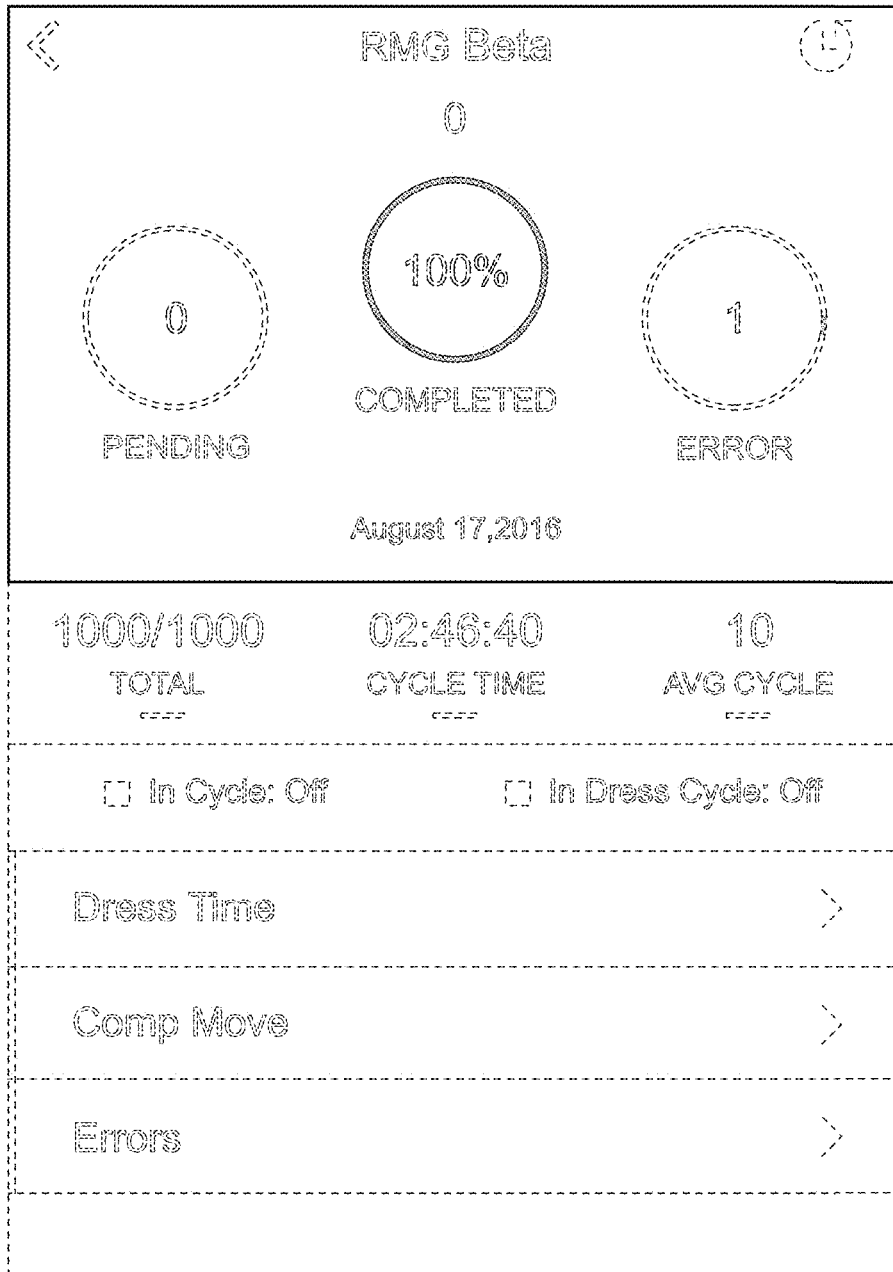 RMG Beta
0
0
100%
1
PENDING
COMPLETED
ERROR
August 17,2016
1000/1000 02:46:40 10
TOTAL CYCLE TIME AVG CYCLE
In Cycle: Off In Dress Cycle: Off
Dress Time
Comp Move
Errors